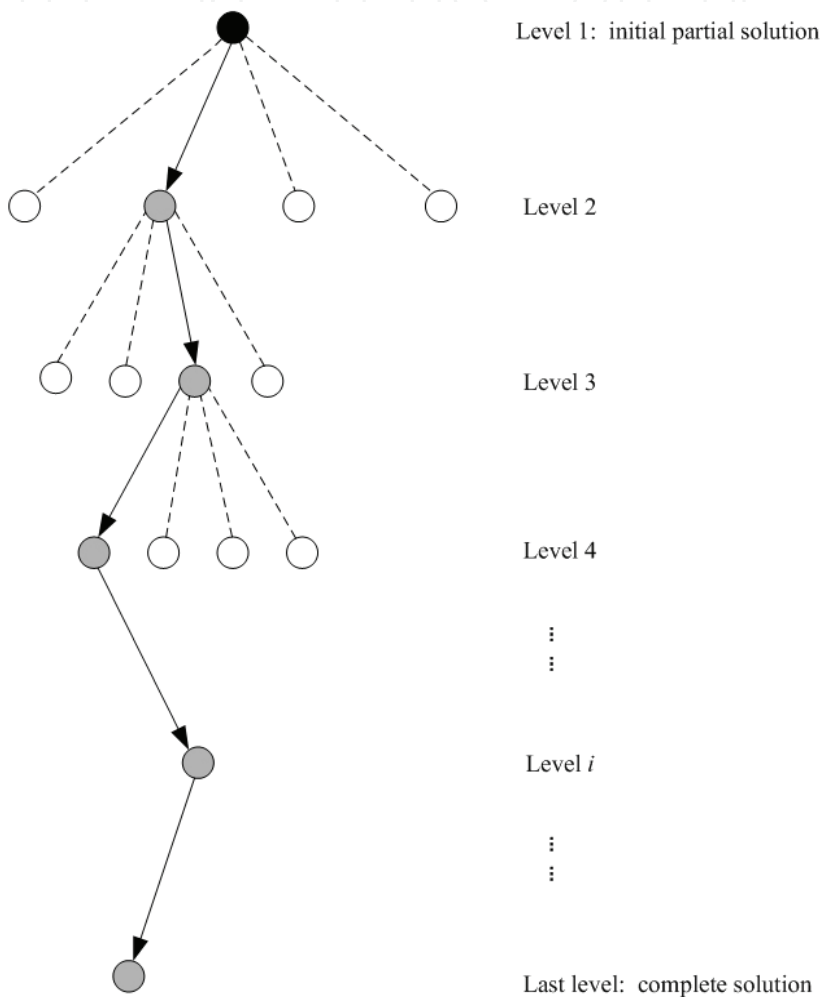 Level 1: initial partial solution
Level 2
Level 3
Level 4
Level i
Last level: complete solution